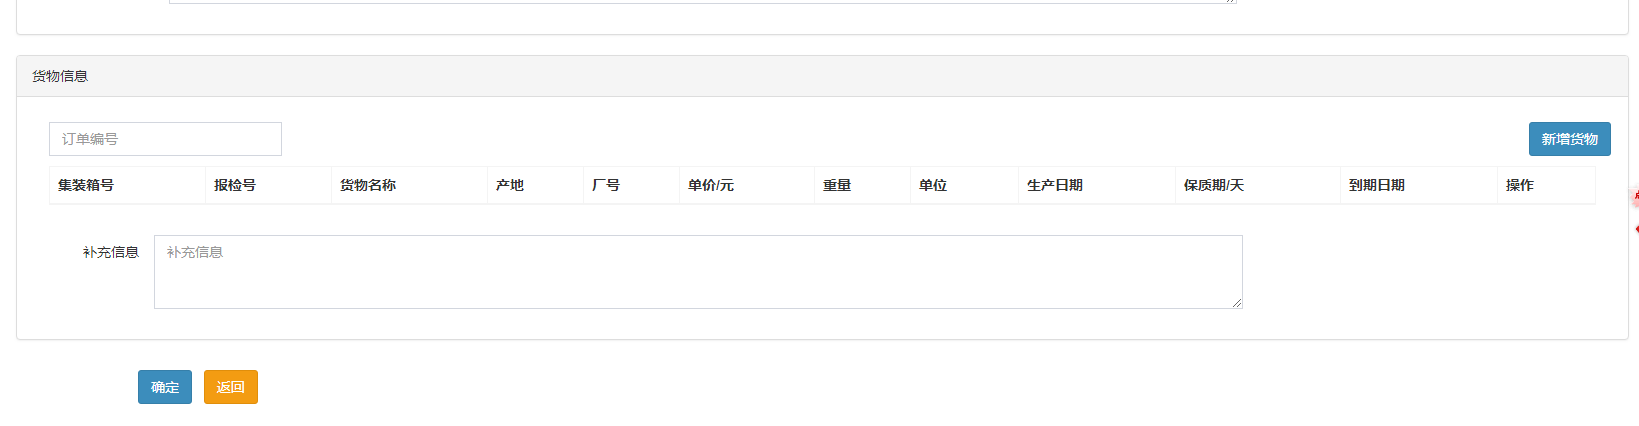 货物信息
订单编号
新增货物
集装箱号 报检号 货物名称 产地 厂号 单价/元 重量 单位 生产日期 保质期/天 到期日期 操作
补充信息 补充信息
确定 返回